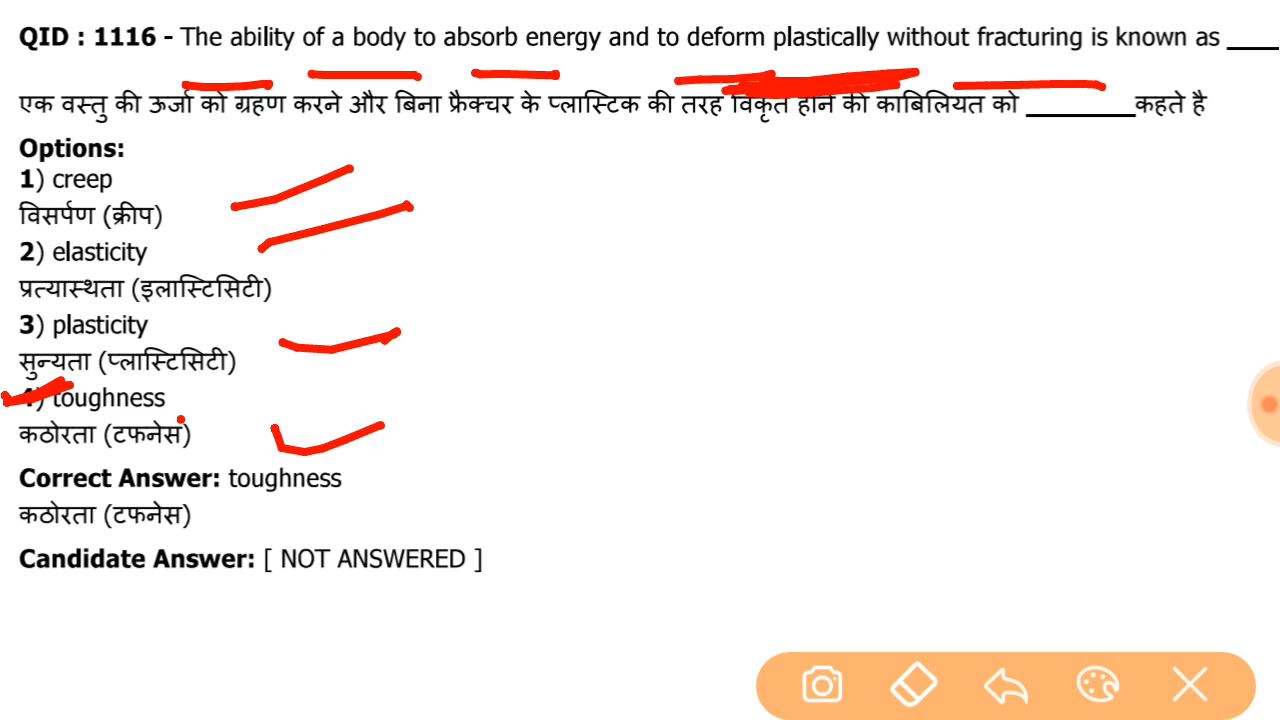 QID : 1116 - The ability of a body to absorb energy and to deform plastically without fracturing is known as ____
एक वस्तु की ऊर्जा को ग्रहण करने और बिना फ्रैक्चर के प्लास्टिक की तरह विकृत होने की काबिलियत को ________कहते है
Options:
1) creep
विसर्पण (क्रीप)
2) elasticity
प्रत्यास्थता (इलास्टिसिटी)
3) plasticity
सुन्यता (प्लास्टिसिटी)
4) toughness
कठोरता (टफनेस)
Correct Answer: toughness
कठोरता (टफनेस)
Candidate Answer: [ NOT ANSWERED ]